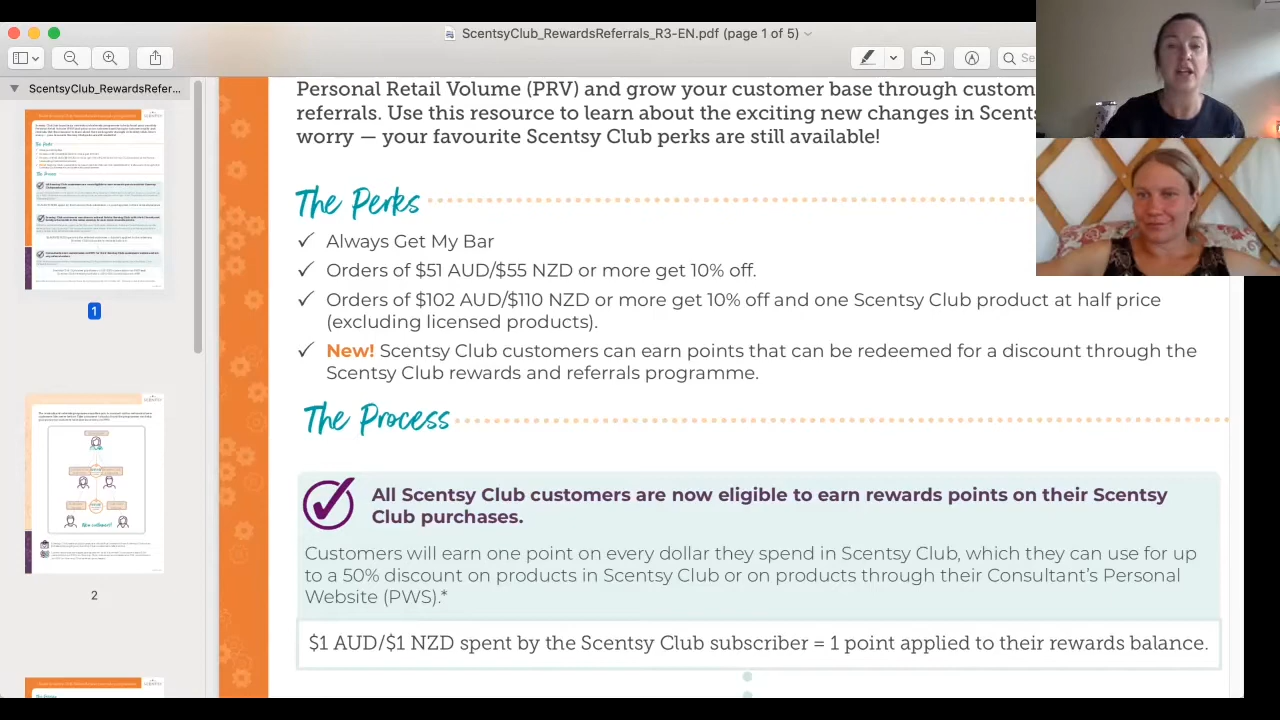 ScentsyClub_RewardsReferrals_R3-EN.pdf (page 1 of 5)
Se
ScentsyClub_RewardsRefer...
1
2
Personal Retail Volume (PRV) and grow your customer base through custom
referrals. Use this resource to learn about the exciting new changes in Scents
worry — your favourite Scentsy Club perks are still available!
The Perks
Always Get My Bar
Orders of $51 AUD/$55 NZD or more get 10% off.
Orders of $102 AUD/$110 NZD or more get 10% off and one Scentsy Club product at half price
(excluding licensed products).
New! Scentsy Club customers can earn points that can be redeemed for a discount through the
Scentsy Club rewards and referrals programme.
The Process
All Scentsy Club customers are now eligible to earn rewards points on their Scentsy
Club purchases.
Customers will earn one point on every dollar they spend in Scentsy Club, which they can use for up
to a 50% discount on products in Scentsy Club or on products through their Consultant's Personal
Website (PWS).*
$1 AUD/$1 NZD spent by the Scentsy Club subscriber = 1 point applied to their rewards balance.